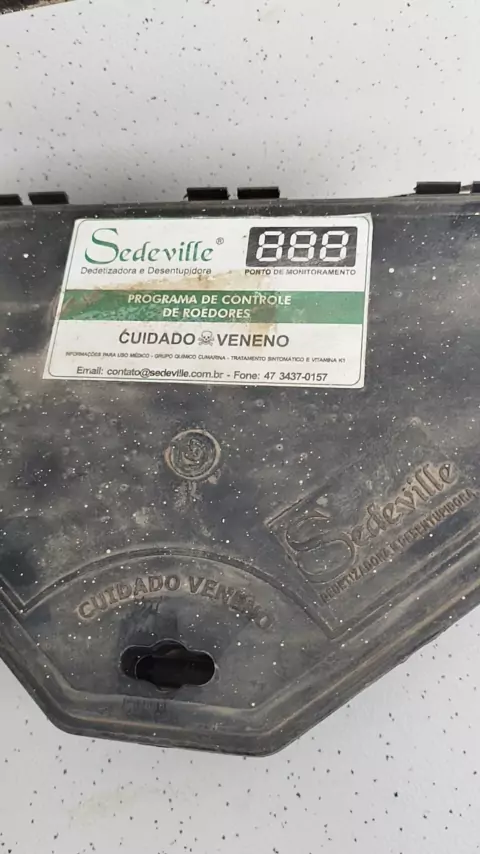 Sedeville®
Dedetizadora e Desentupidora
888
PONTO DE MONITORAMENTO
PROGRAMA DE CONTROLE
DE ROEDORES
CUIDADO VENENO
INFORMAÇÕES PARA USO MÉDICO - GRUPO QUÍMICO CUMARINA - TRATAMENTO SINTOMÁTICO E VITAMINA K1
Email: contato@sedeville.com.br - Fone: 47 3437-0157
Sedeville
DEDETIZADORA E DESENTUPIDORA
CUIDADO VENENO